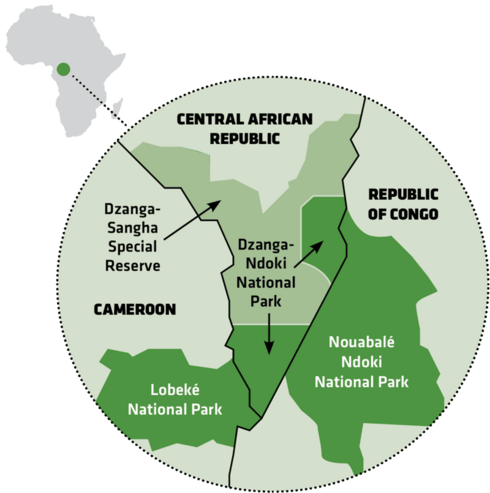 CENTRAL AFRICAN
REPUBLIC
REPUBLIC
OF CONGO
Dzanga-
Sangha
Special
Reserve
Dzanga-
Ndoki
National
Park
CAMEROON
Nouabalé
Ndoki
National Park
Lobeké
National Park